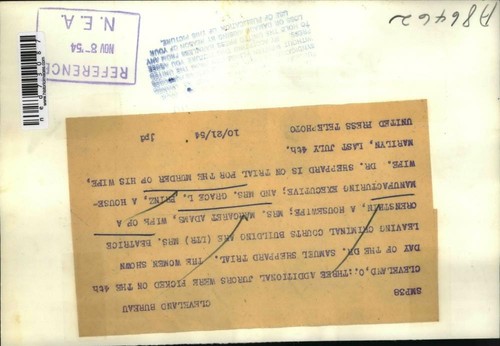 A86462
REFERENCE
NOV 8 '54
N. E. A.
SMP38 CLEVELAND BUREAU
CLEVELAND,O;THREE ADDITIONAL JURORS WERE PICKED ON THE 4th
DAY OF THE DR. SAMUEL SHEPPARD TRIAL. THE WOMEN SHOWN
LEAVING CRIMINAL COURTS BUILDING ARE (LTR) MRS. BEATRICE
ORENSTEIN, A HOUSEWIFE; MRS. MARGARET ADAMS, WIFE OF A
MANUFACTURING EXECUTIVE; AND MRS. GRACE L. A HOUSE-
WIFE. DR. SHEPPARD IS ON TRIAL FOR THE MURDER OF HIS WIFE,
MARILYN, LAST JULY 4th.
UNITED PRESS TELEPHOTO 10/21/54 jpd